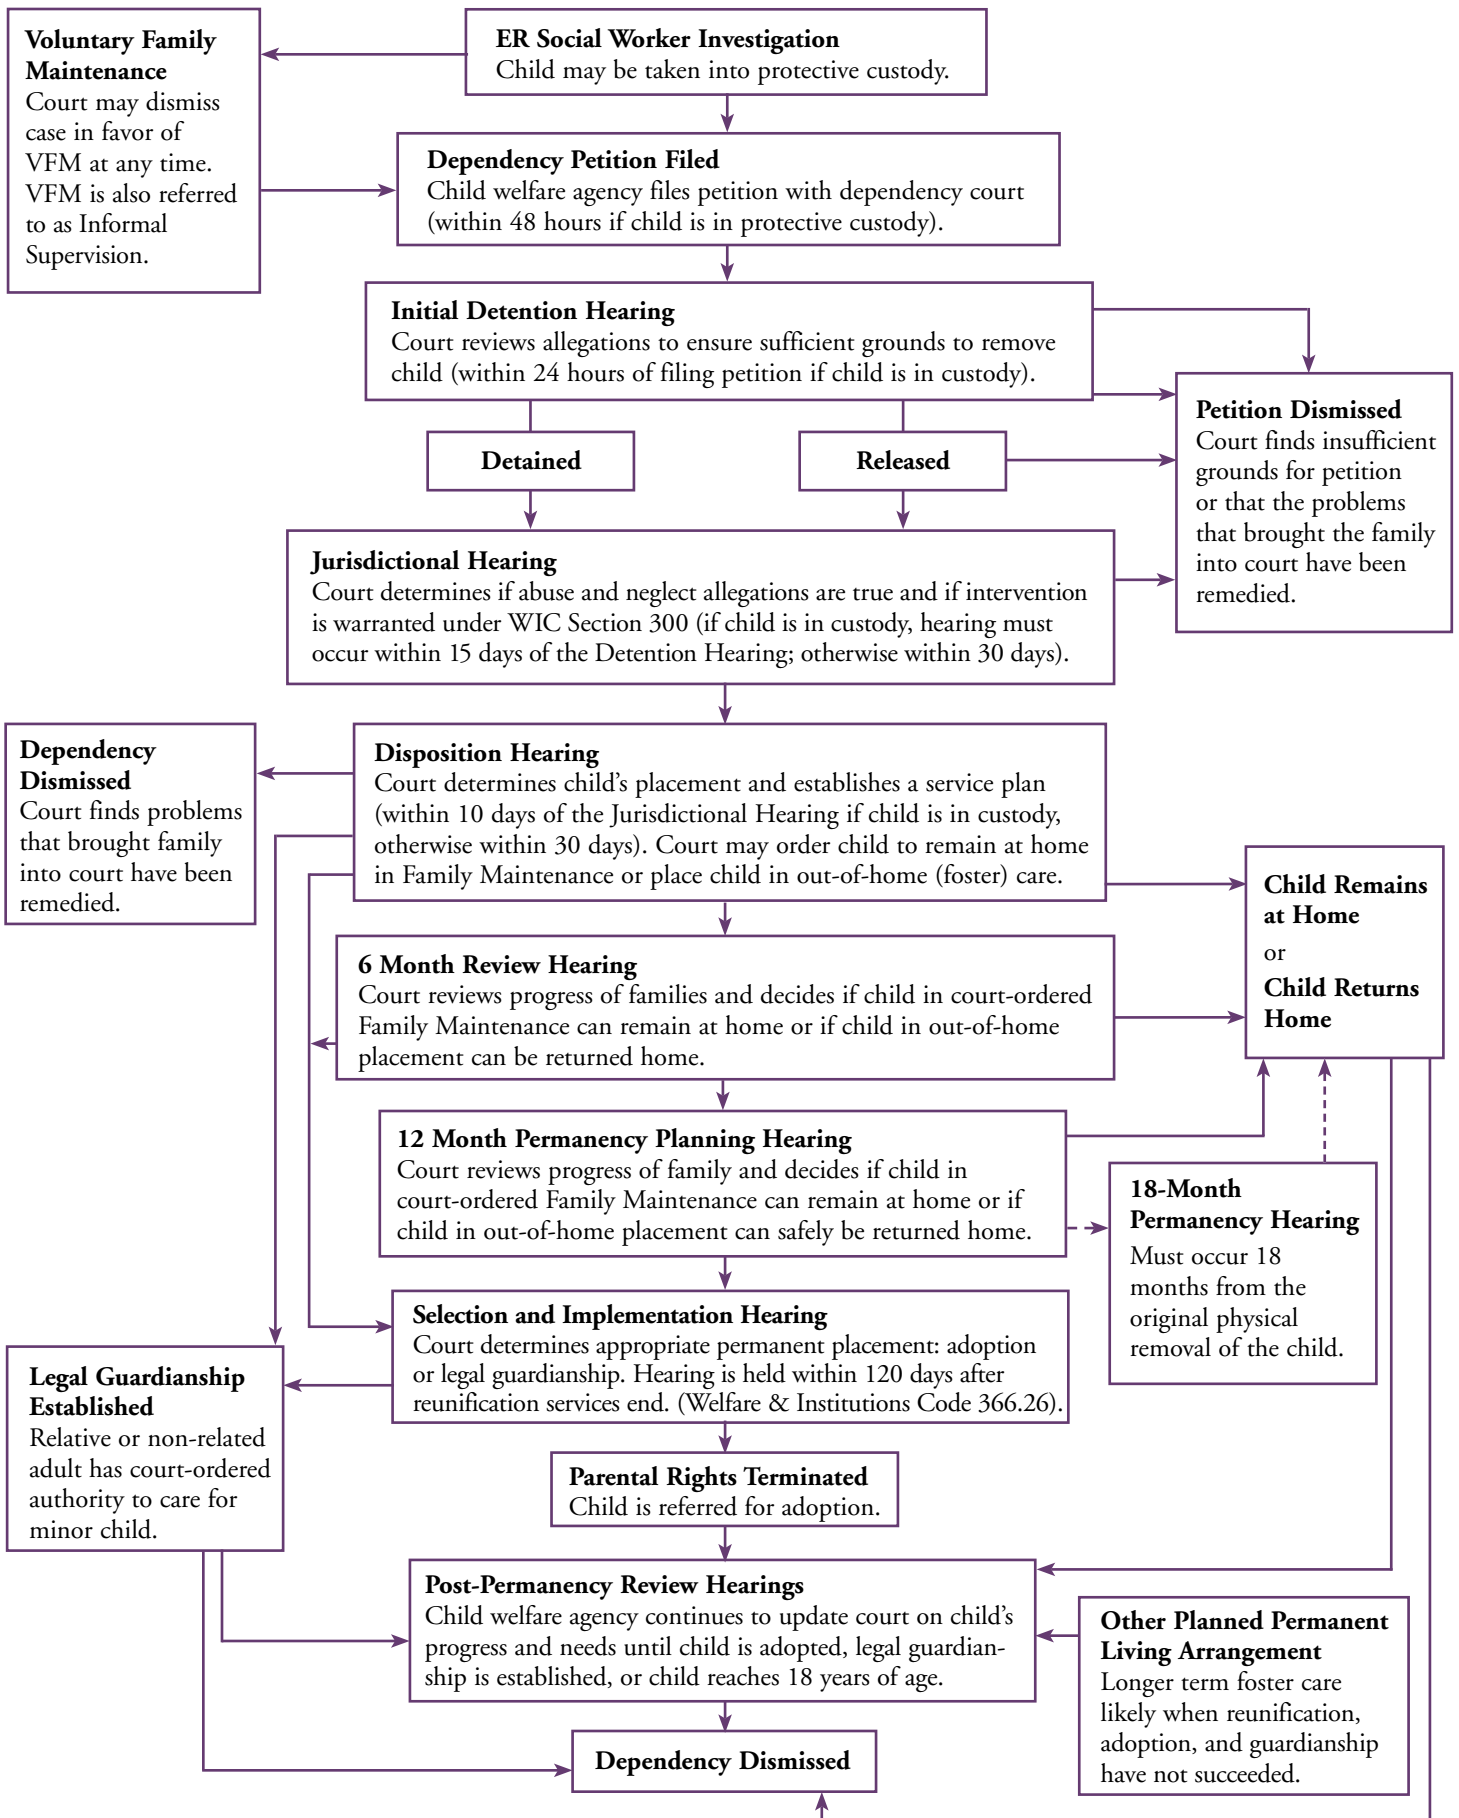 Voluntary Family
Maintenance
Court may dismiss
case in favor of
VFM at any time.
VFM is also referred
to as Informal
Supervision.
ER Social Worker Investigation
Child may be taken into protective custody.
Dependency Petition Filed
Child welfare agency files petition with dependency court
(within 48 hours if child is in protective custody).
Initial Detention Hearing
Court reviews allegations to ensure sufficient grounds to remove
child (within 24 hours of filing petition if child is in custody).
Detained
Released
Petition Dismissed
Court finds insufficient
grounds for petition
or that the problems
that brought the family
into court have been
remedied.
Jurisdictional Hearing
Court determines if abuse and neglect allegations are true and if intervention
is warranted under WIC Section 300 (if child is in custody, hearing must
occur within 15 days of the Detention Hearing; otherwise within 30 days).
Dependency
Dismissed
Court finds problems
that brought family
into court have been
remedied.
Disposition Hearing
Court determines child's placement and establishes a service plan
(within 10 days of the Jurisdictional Hearing if child is in custody,
otherwise within 30 days). Court may order child to remain at home
in Family Maintenance or place child in out-of-home (foster) care.
Child Remains
at Home
or
Child Returns
Home
6 Month Review Hearing
Court reviews progress of families and decides if child in court-ordered
Family Maintenance can remain at home or if child in out-of-home
placement can be returned home.
12 Month Permanency Planning Hearing
Court reviews progress of family and decides if child in
court-ordered Family Maintenance can remain at home or if
child in out-of-home placement can safely be returned home.
18-Month
Permanency Hearing
Must occur 18
months from the
original physical
removal of the child.
Selection and Implementation Hearing
Court determines appropriate permanent placement: adoption
or legal guardianship. Hearing is held within 120 days after
reunification services end. (Welfare & Institutions Code 366.26).
Legal Guardianship
Established
Relative or non-related
adult has court-ordered
authority to care for
minor child.
Parental Rights Terminated
Child is referred for adoption.
Post-Permanency Review Hearings
Child welfare agency continues to update court on child's
progress and needs until child is adopted, legal guardian-
ship is established, or child reaches 18 years of age.
Other Planned Permanent
Living Arrangement
Longer term foster care
likely when reunification,
adoption, and guardianship
have not succeeded.
Dependency Dismissed